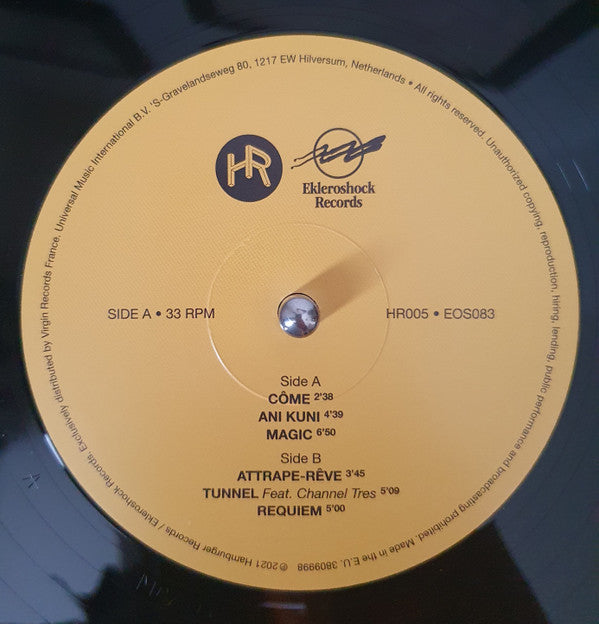 ℗ 2021 Hamburger Records / Ekleroshock Records. Exclusively distributed by Virgin Records France. Universal Music International B.V. 'S-Gravelandseweg 80, 1217 EW Hilversum, Netherlands • All rights reserved. Unauthorized copying, reproduction, hiring, lending, public performance and broadcasting prohibited. Made in the E.U. 3809998
HR
Ekleroshock
Records
SIDE A • 33 RPM
HR005 • EOS083
Side A
CÔME 2'38
ANI KUNI 4'39
MAGIC 6'50
Side B
ATTRAPE-RÊVE 3'45
TUNNEL Feat. Channel Tres 5'09
REQUIEM 5'00